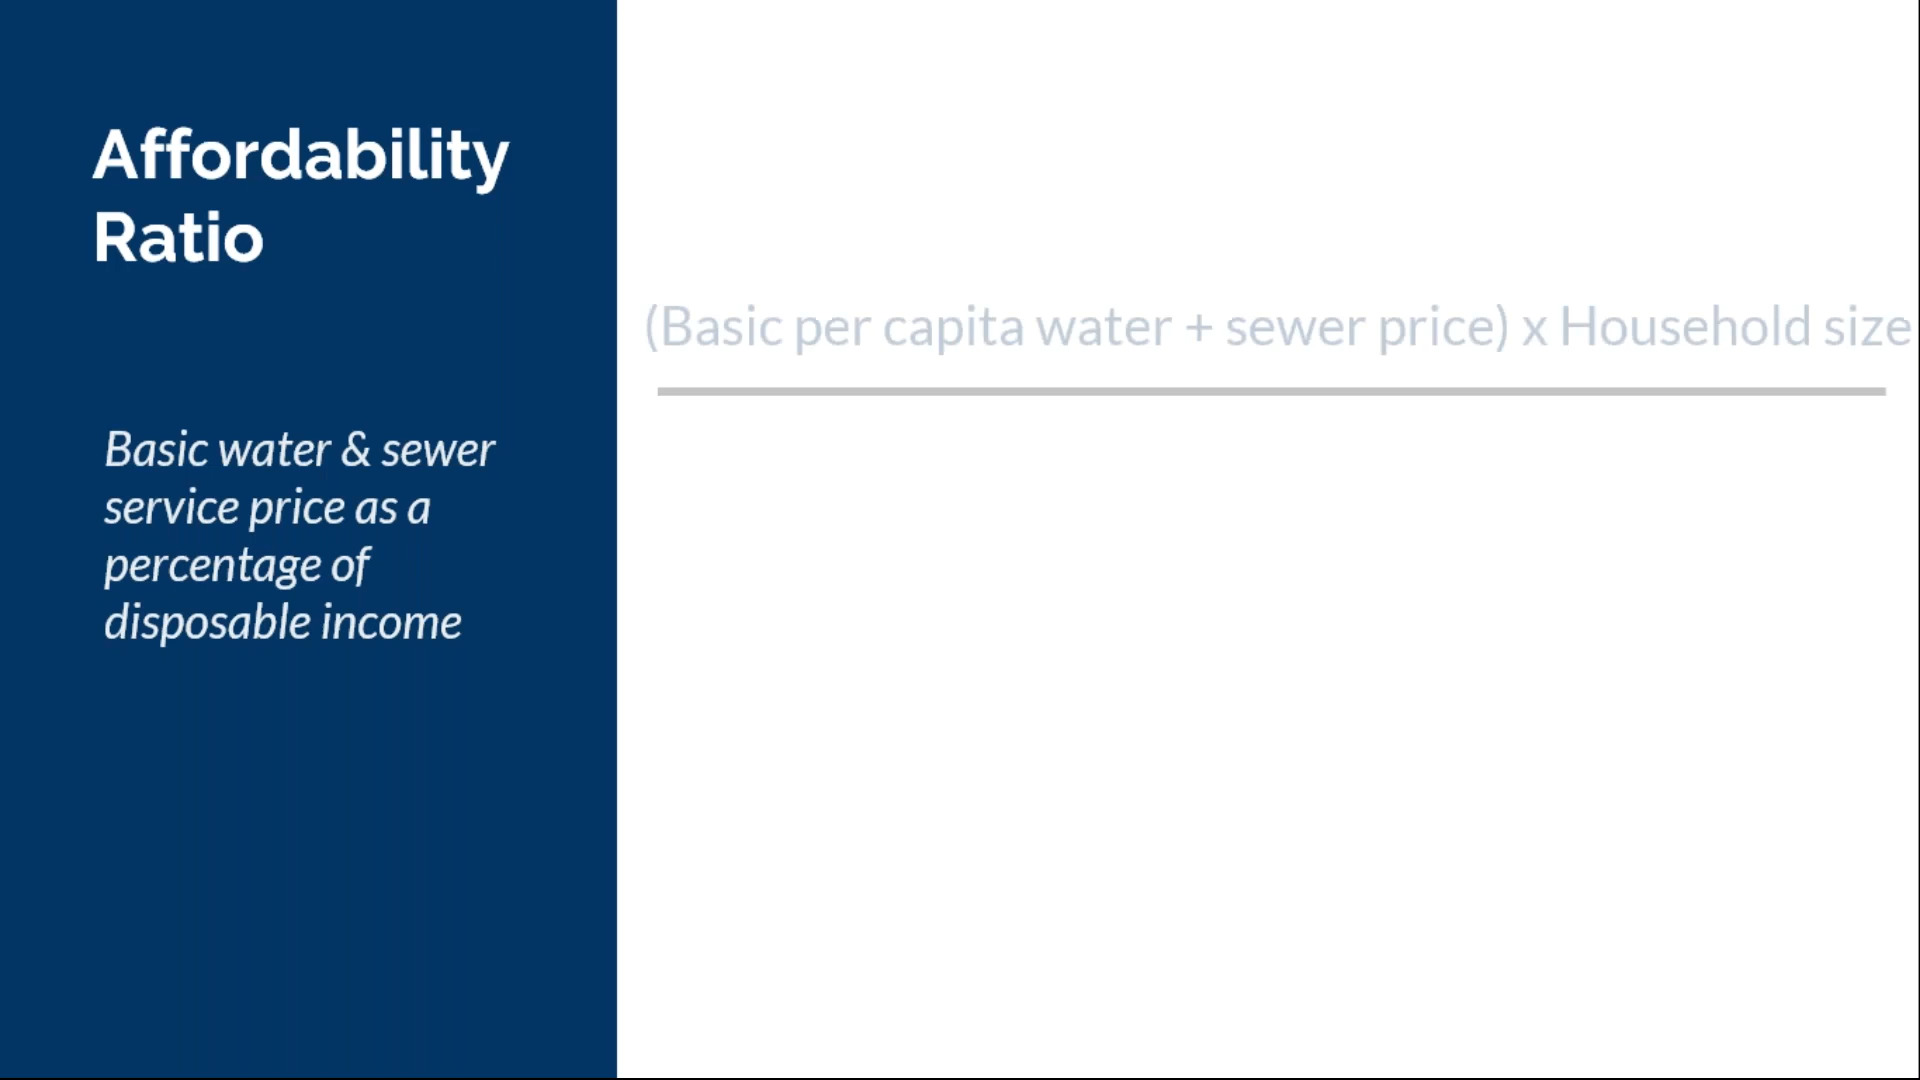 Affordability
Ratio
Basic water & sewer
service price as a
percentage of
disposable income
(Basic per capita water + sewer price) x Household size